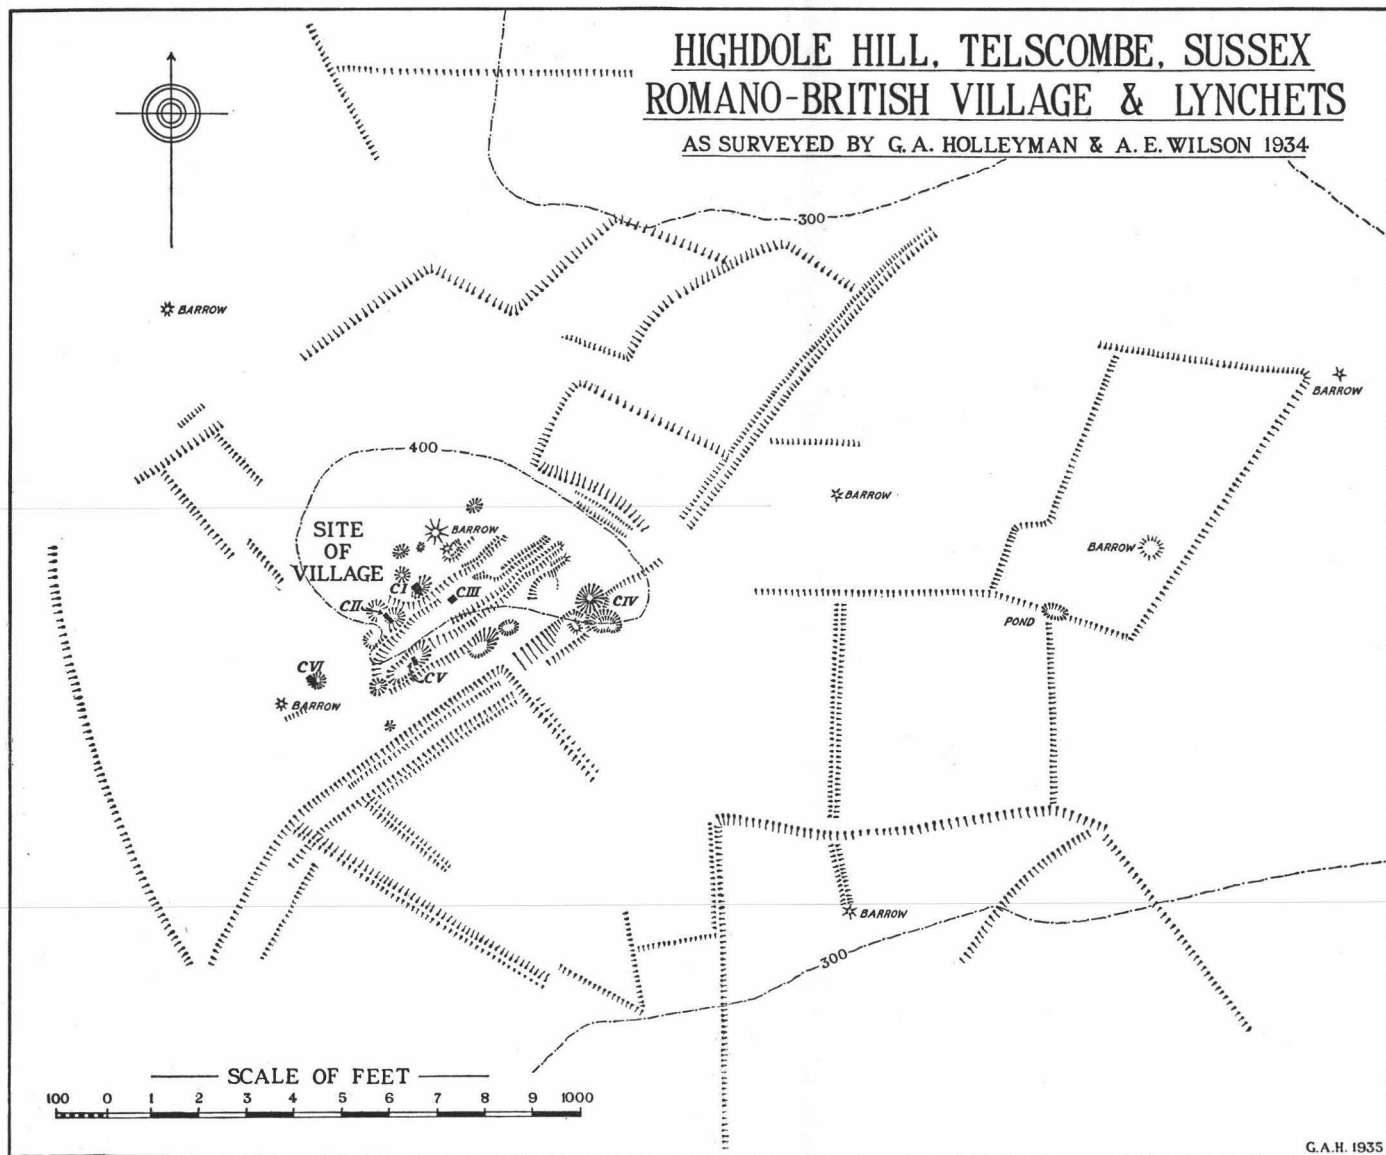 HIGHDOLE HILL, TELSCOMBE, SUSSEX
ROMANO-BRITISH VILLAGE & LYNCHETS
AS SURVEYED BY G. A. HOLLEYMAN & A. E. WILSON 1934
300
BARROW
BARROW
400
BARROW
BARROW
SITE
OF
VILLAGE
BARROW
CI
CIII
CII
CIV
POND
CVI
CV
BARROW
BARROW
300
SCALE OF FEET
100 0 1 2 3 4 5 6 7 8 9 1000
G.A.H. 1935